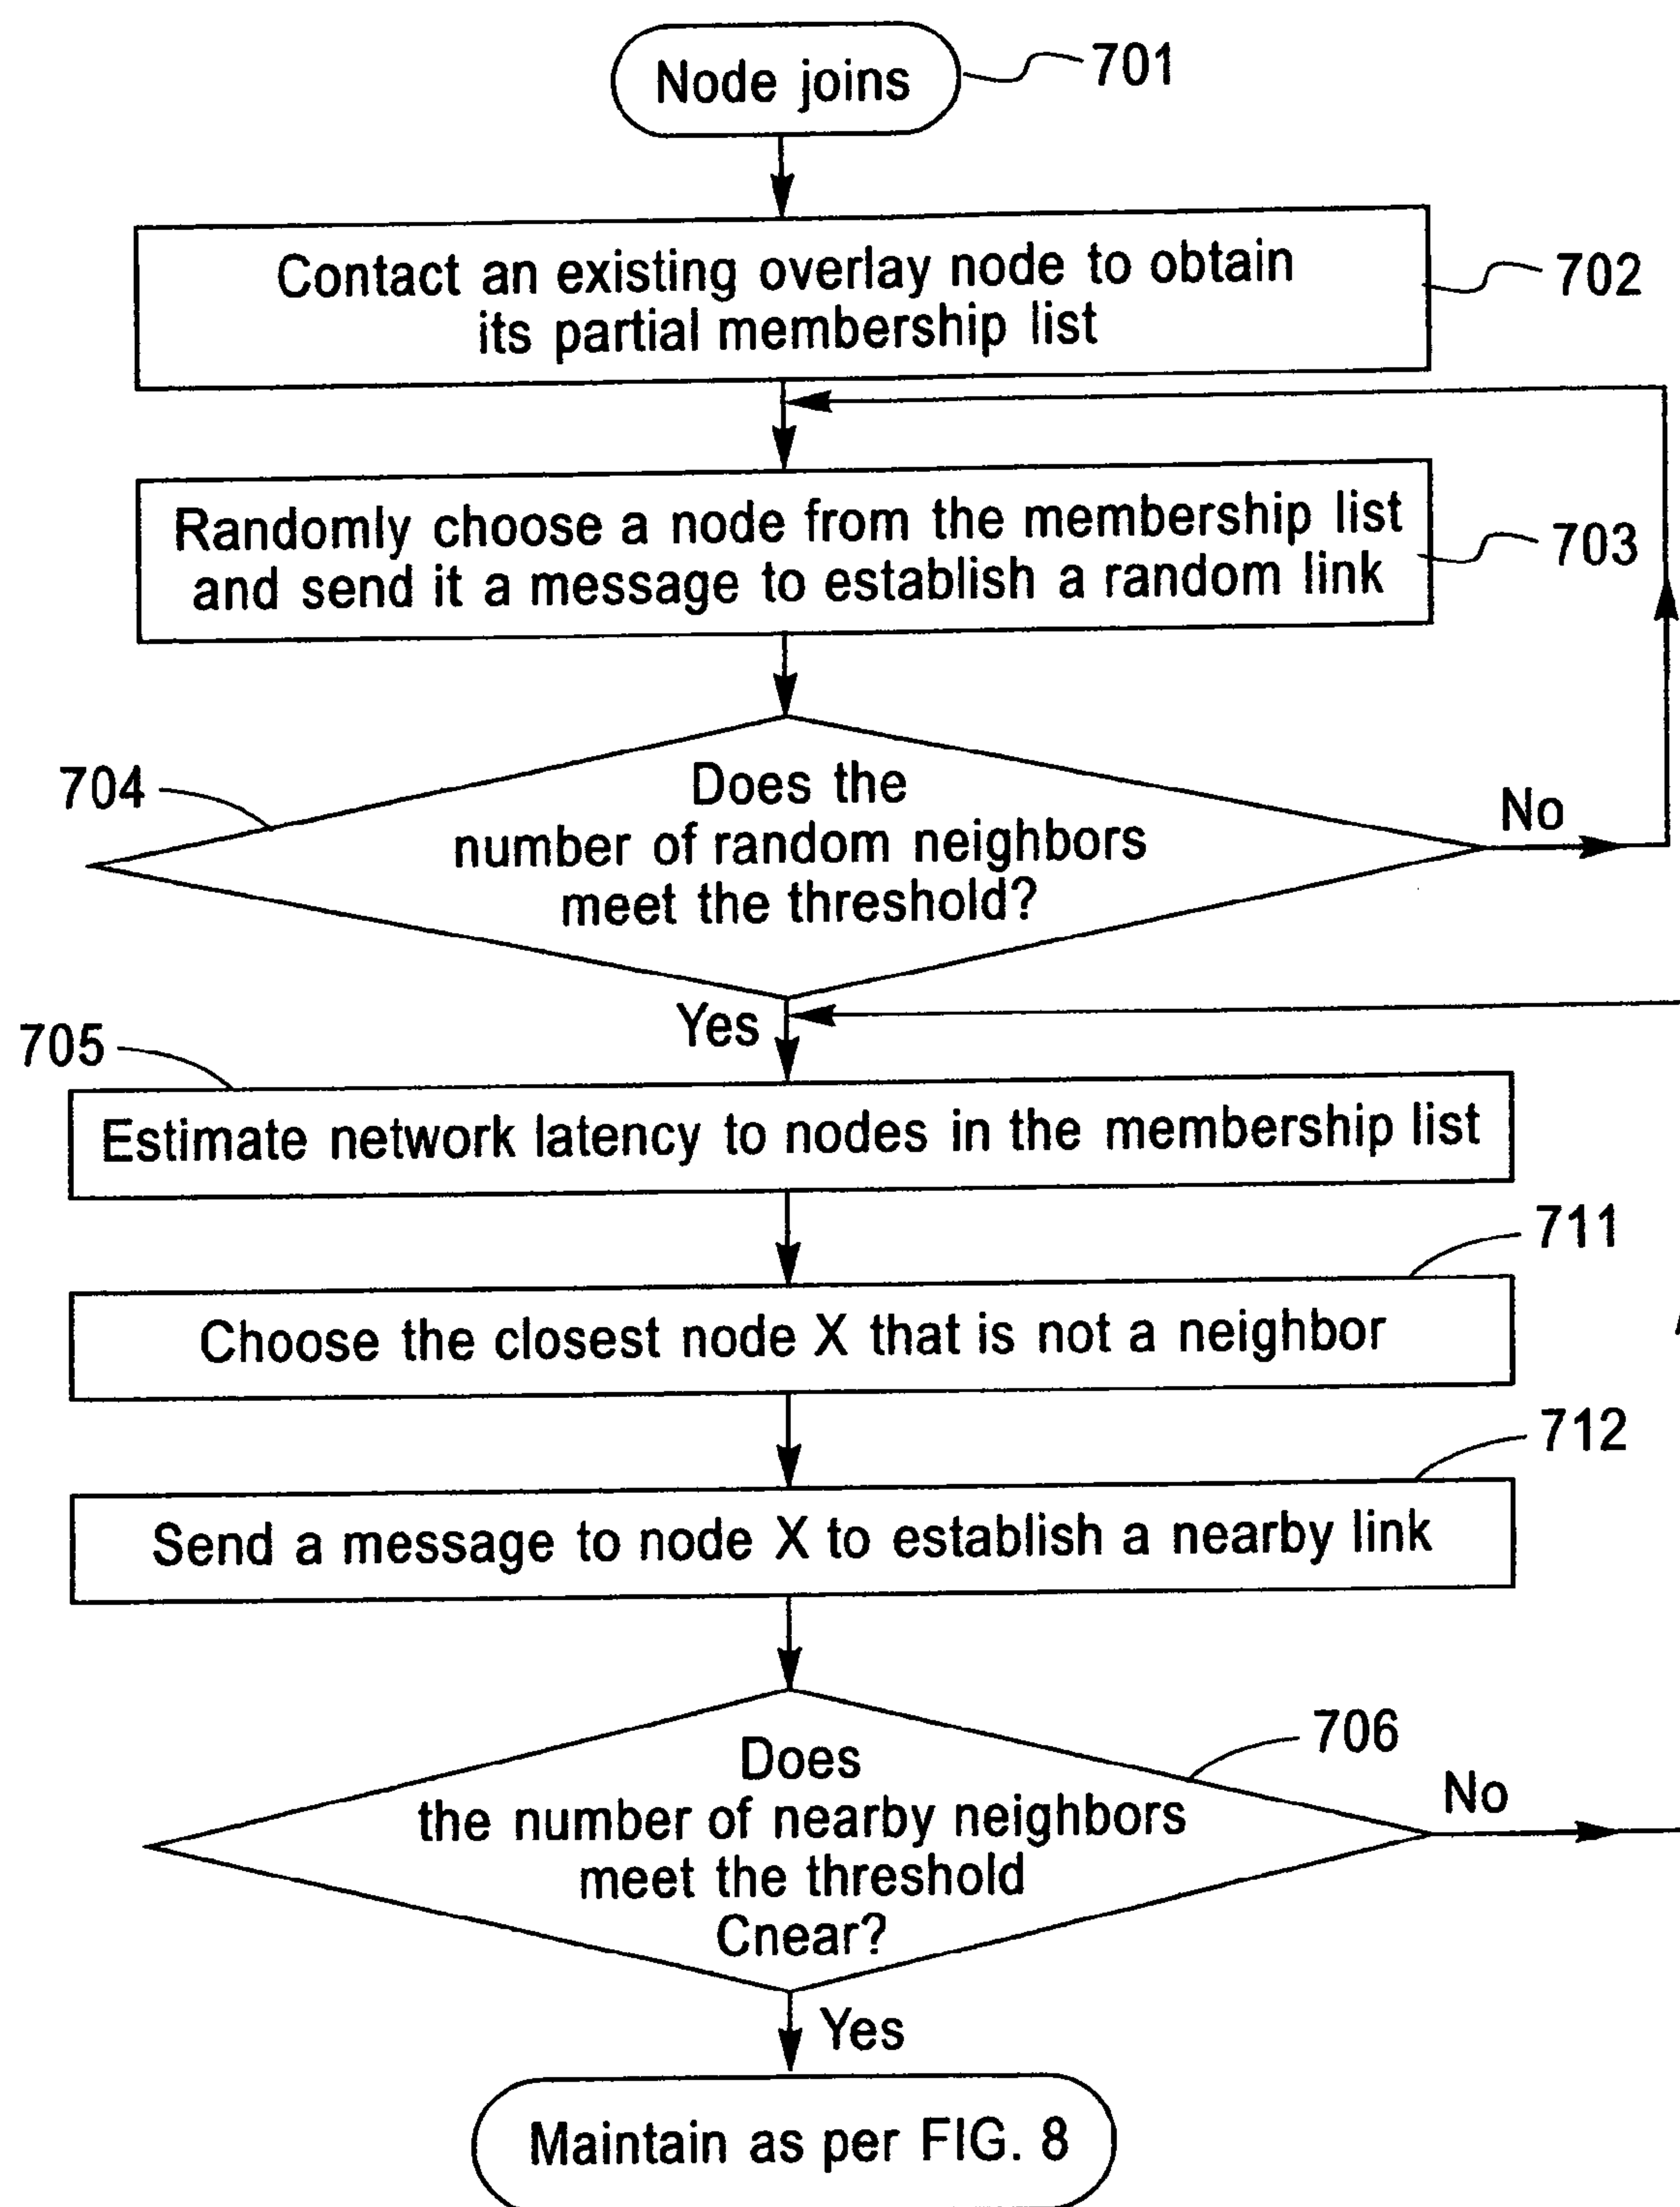 Node joins
701
Contact an existing overlay node to obtain
its partial membership list
702
Randomly choose a node from the membership list
and send it a message to establish a random link
703
704
Does the
number of random neighbors
meet the threshold?
No
Yes
705
Estimate network latency to nodes in the membership list
711
Choose the closest node X that is not a neighbor
712
Send a message to node X to establish a nearby link
706
Does
the number of nearby neighbors
meet the threshold
Cnear?
No
Yes
Maintain as per FIG. 8